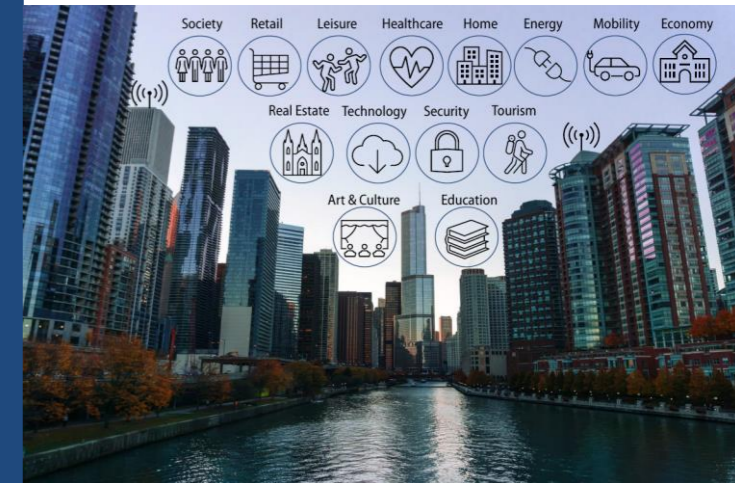 Society Retail Leisure Healthcare Home Energy Mobility Economy
Real Estate Technology Security Tourism
Art & Culture Education